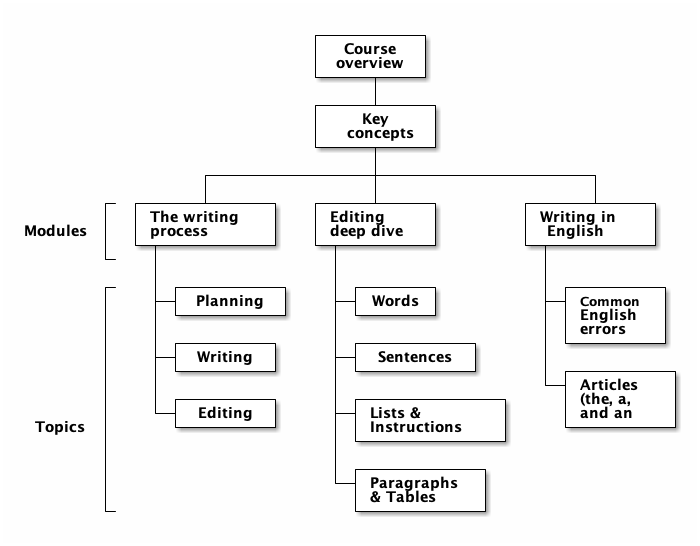 Course
overview
Key
concepts
Modules
The writing
process
Editing
deep dive
Writing in
English
Topics
Planning
Writing
Editing
Words
Sentences
Lists &
Instructions
Paragraphs
& Tables
Common
English
errors
Articles
(the, a,
and an